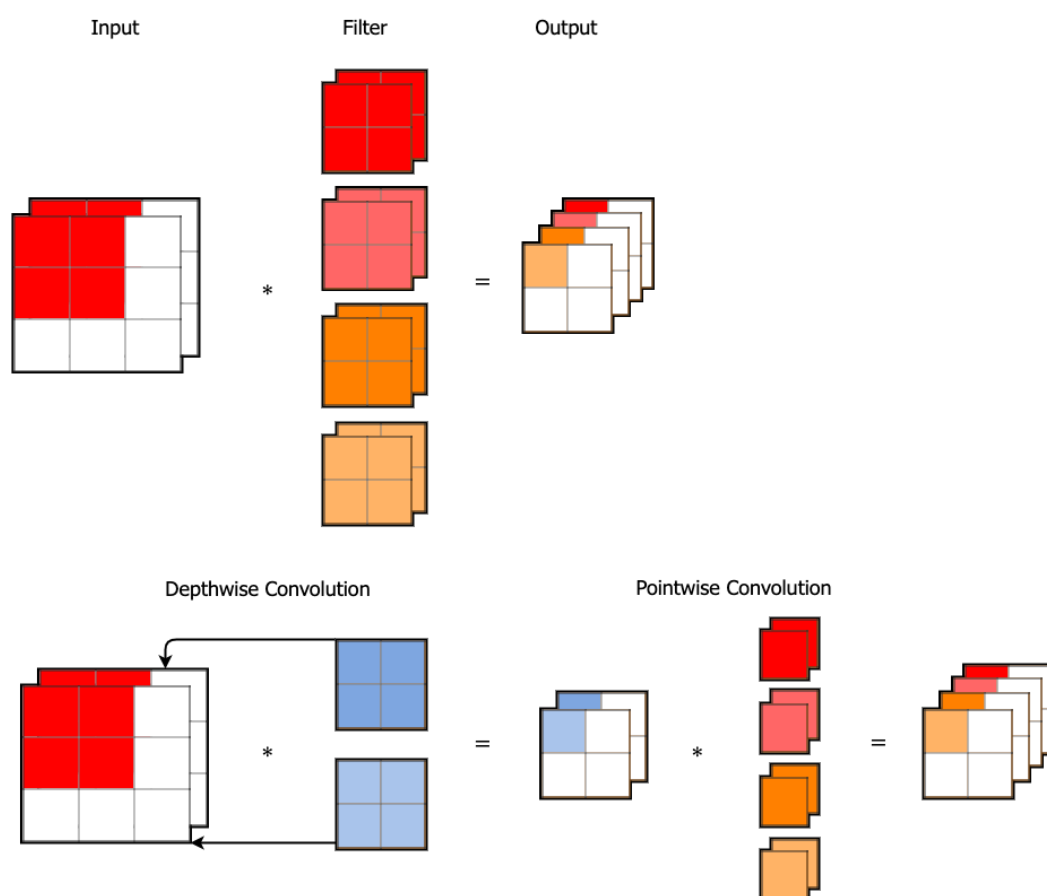 Input
Filter
Output
*
=
Depthwise Convolution
Pointwise Convolution
*
=
*
=